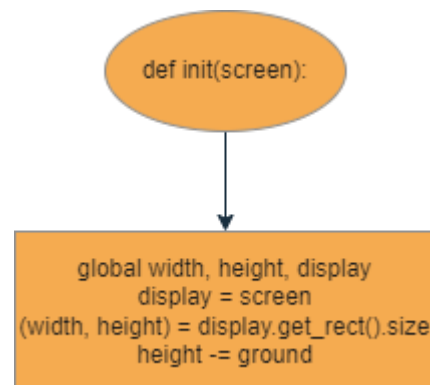 def init(screen):
global width, height, display
display = screen
(width, height) = display.get_rect().size
height -= ground